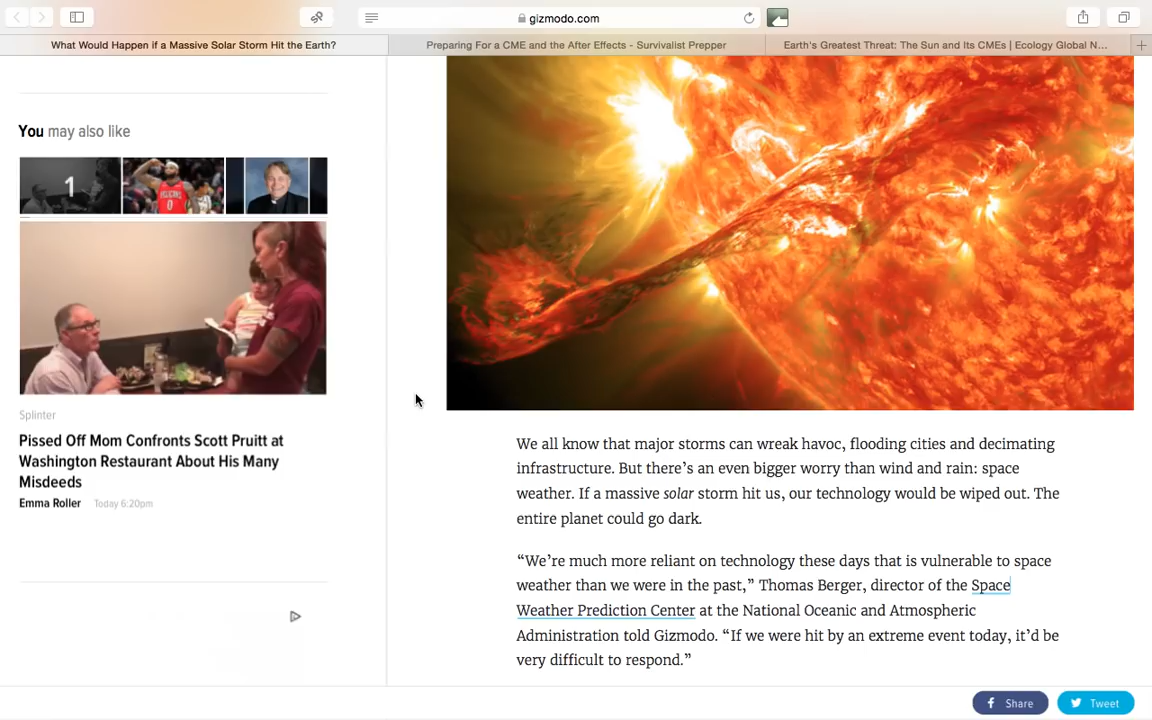 gizmodo.com
What Would Happen if a Massive Solar Storm Hit the Earth?
Preparing For a CME and the After Effects - Survivalist Prepper
Earth's Greatest Threat: The Sun and Its CMEs | Ecology Global N...
You may also like
1
PELICANS
0
Splinter
Pissed Off Mom Confronts Scott Pruitt at
Washington Restaurant About His Many
Misdeeds
Emma Roller Today 6:20pm
We all know that major storms can wreak havoc, flooding cities and decimating
infrastructure. But there’s an even bigger worry than wind and rain: space
weather. If a massive solar storm hit us, our technology would be wiped out. The
entire planet could go dark.
“We’re much more reliant on technology these days that is vulnerable to space
weather than we were in the past,” Thomas Berger, director of the Space
Weather Prediction Center at the National Oceanic and Atmospheric
Administration told Gizmodo. “If we were hit by an extreme event today, it’d be
very difficult to respond.”
Share
Tweet